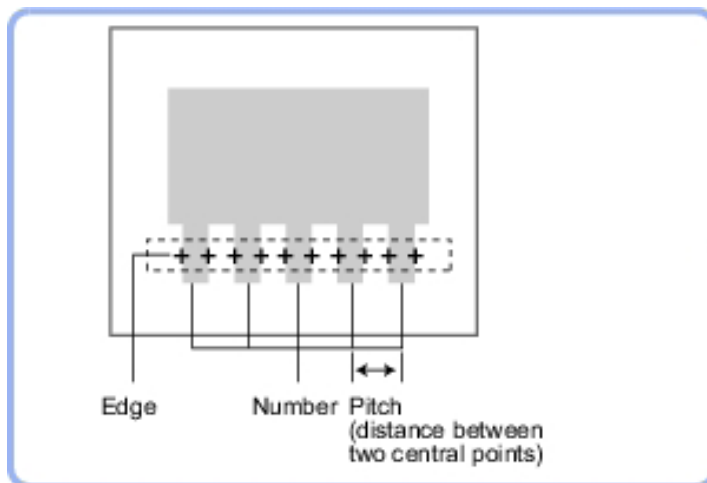 Edge
Number
Pitch
(distance between
two central points)